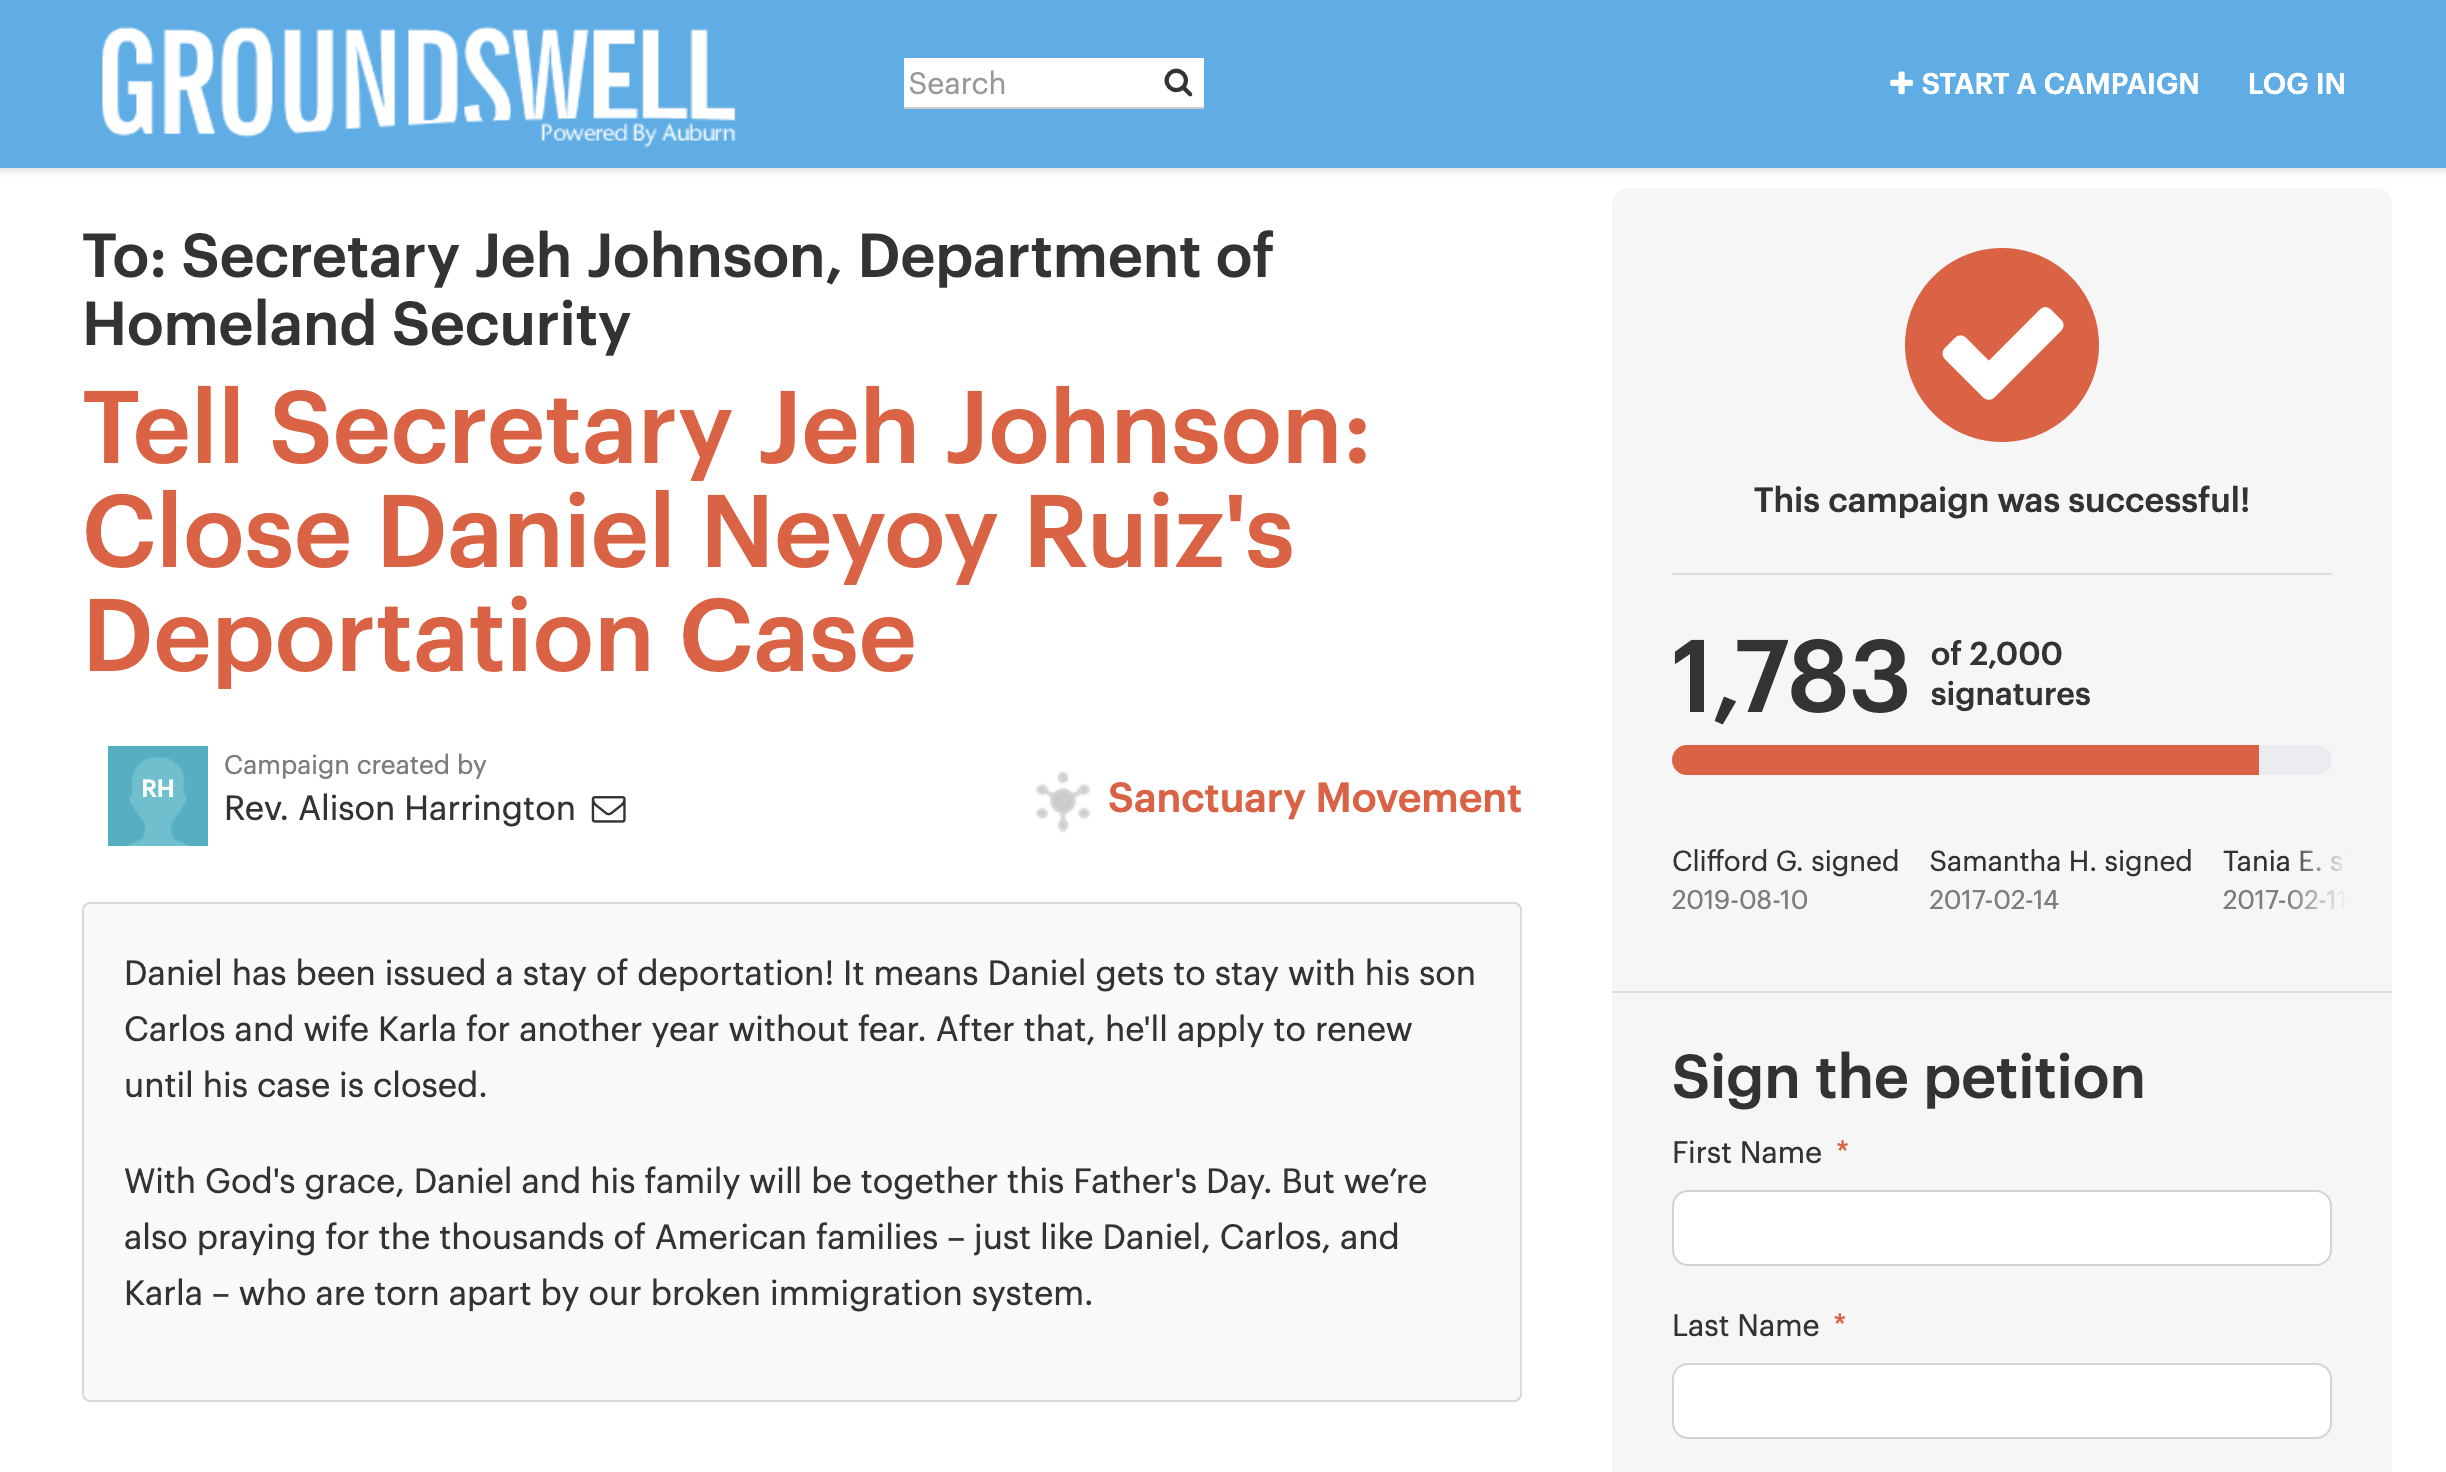 GROUNDSWELL
Powered By Auburn
Search
START A CAMPAIGN
LOG IN
To: Secretary Jeh Johnson, Department of
Homeland Security
Tell Secretary Jeh Johnson:
Close Daniel Neyoy Ruiz's
Deportation Case
RH
Campaign created by
Rev. Alison Harrington
Sanctuary Movement
Daniel has been issued a stay of deportation! It means Daniel gets to stay with his son
Carlos and wife Karla for another year without fear. After that, he'll apply to renew
until his case is closed.
With God's grace, Daniel and his family will be together this Father's Day. But we’re
also praying for the thousands of American families – just like Daniel, Carlos, and
Karla – who are torn apart by our broken immigration system.
This campaign was successful!
1,783 of 2,000
signatures
Clifford G. signed
2019-08-10
Samantha H. signed
2017-02-14
Tania E.
2017-02-11
Sign the petition
First Name *
Last Name *